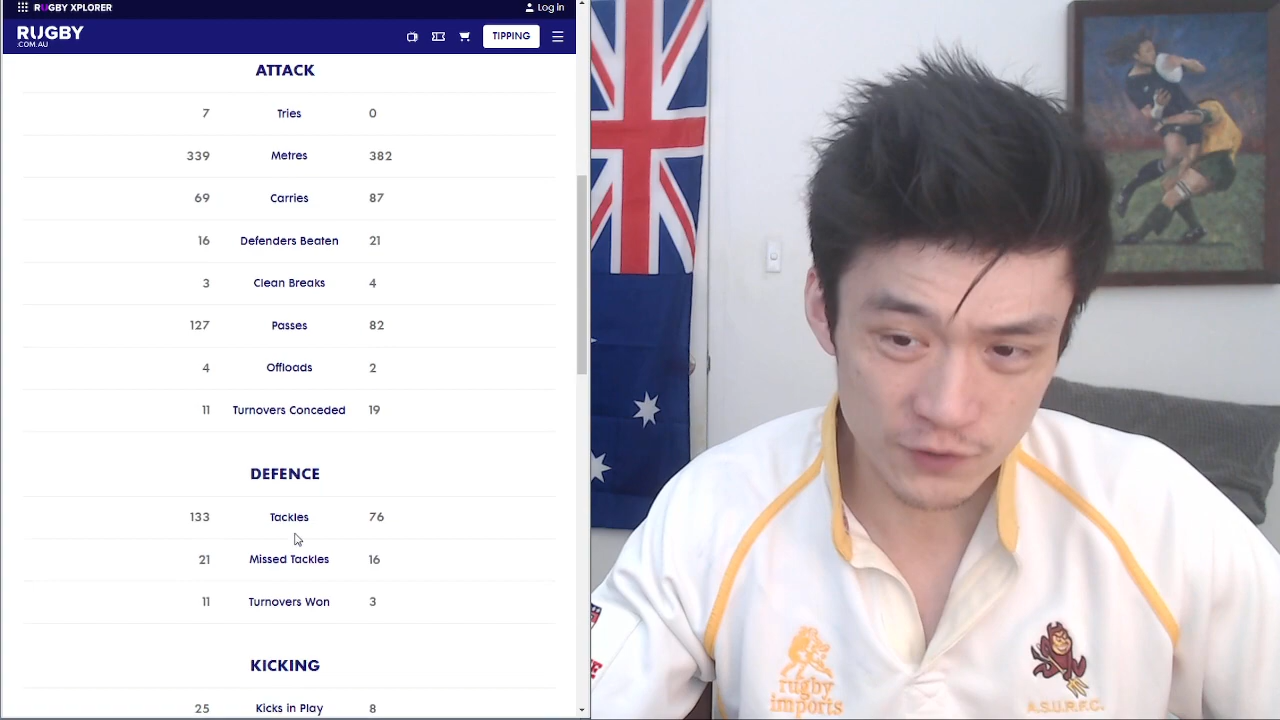 RUGBY XPLORER
Log in
RUGBY
.COM.AU
TIPPING
ATTACK
7 Tries 0
339 Metres 382
69 Carries 87
16 Defenders Beaten 21
3 Clean Breaks 4
127 Passes 82
4 Offloads 2
11 Turnovers Conceded 19
DEFENCE
133 Tackles 76
21 Missed Tackles 16
11 Turnovers Won 3
KICKING
25 Kicks in Play 8
rugby
imports
A.S.U.R.F.C.